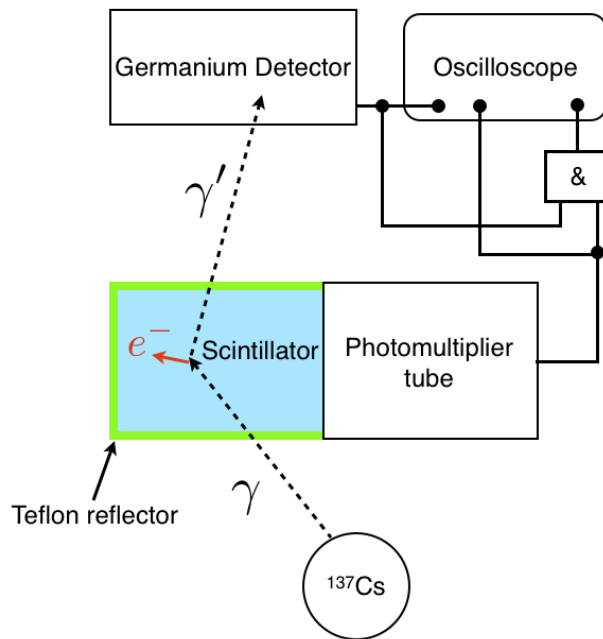 Germanium Detector
Oscilloscope
&
γ′
e⁻
Scintillator
Photomultiplier
tube
γ
Teflon reflector
¹³⁷Cs